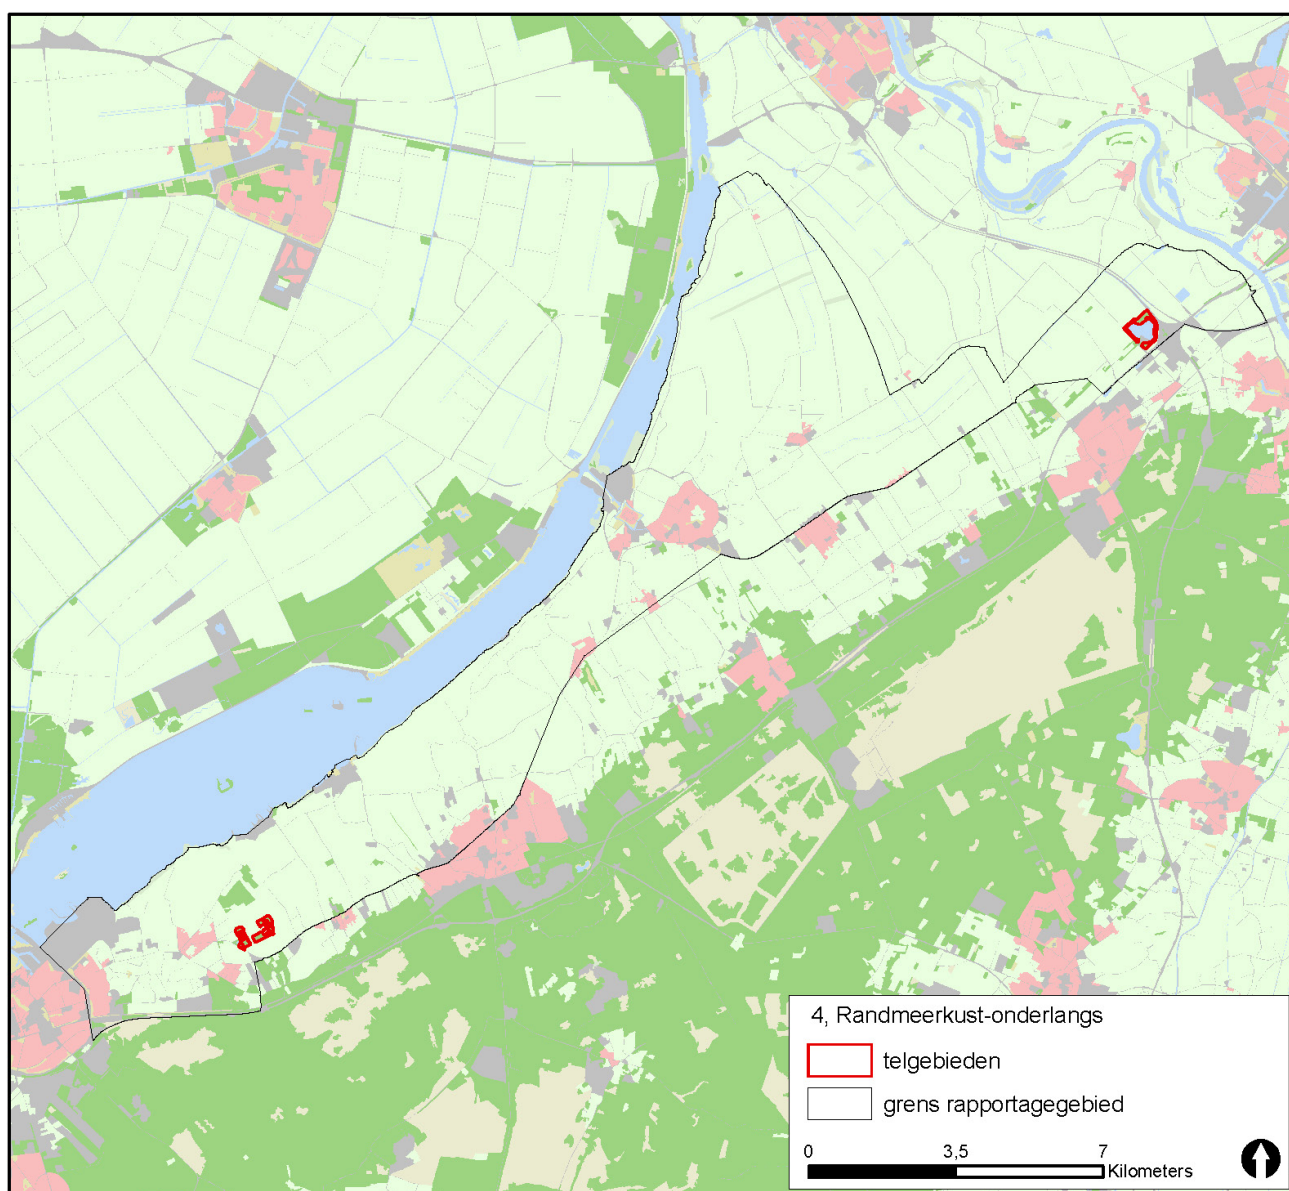 4, Randmeerkust-onderlangs
telgebieden
grens rapportagegebied
0 3,5 7
Kilometers